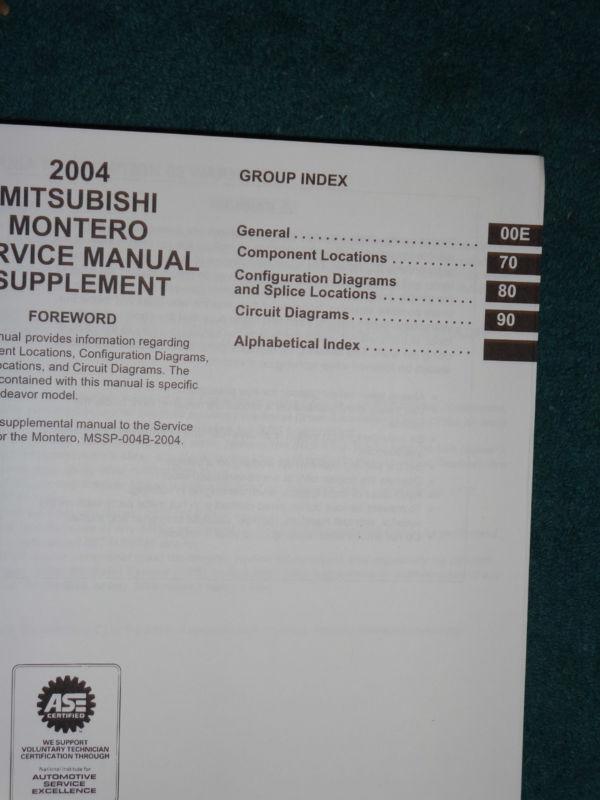 2004
MITSUBISHI
MONTERO
RVICE MANUAL
SUPPLEMENT
FOREWORD
nual provides information regarding
ent Locations, Configuration Diagrams,
ocations, and Circuit Diagrams. The
contained with this manual is specific
deavor model.
supplemental manual to the Service
or the Montero, MSSP-004B-2004.
ASE
CERTIFIED
WE SUPPORT
VOLUNTARY TECHNICIAN
CERTIFICATION THROUGH
National Institute for
AUTOMOTIVE
SERVICE
EXCELLENCE
GROUP INDEX
General . . . . . . . . . . . . . . . . . . . . . . . . . 00E
Component Locations . . . . . . . . . . . 70
Configuration Diagrams
and Splice Locations . . . . . . . . . . . . 80
Circuit Diagrams. . . . . . . . . . . . . . . . . 90
Alphabetical Index . . . . . . . . . . . . . . .